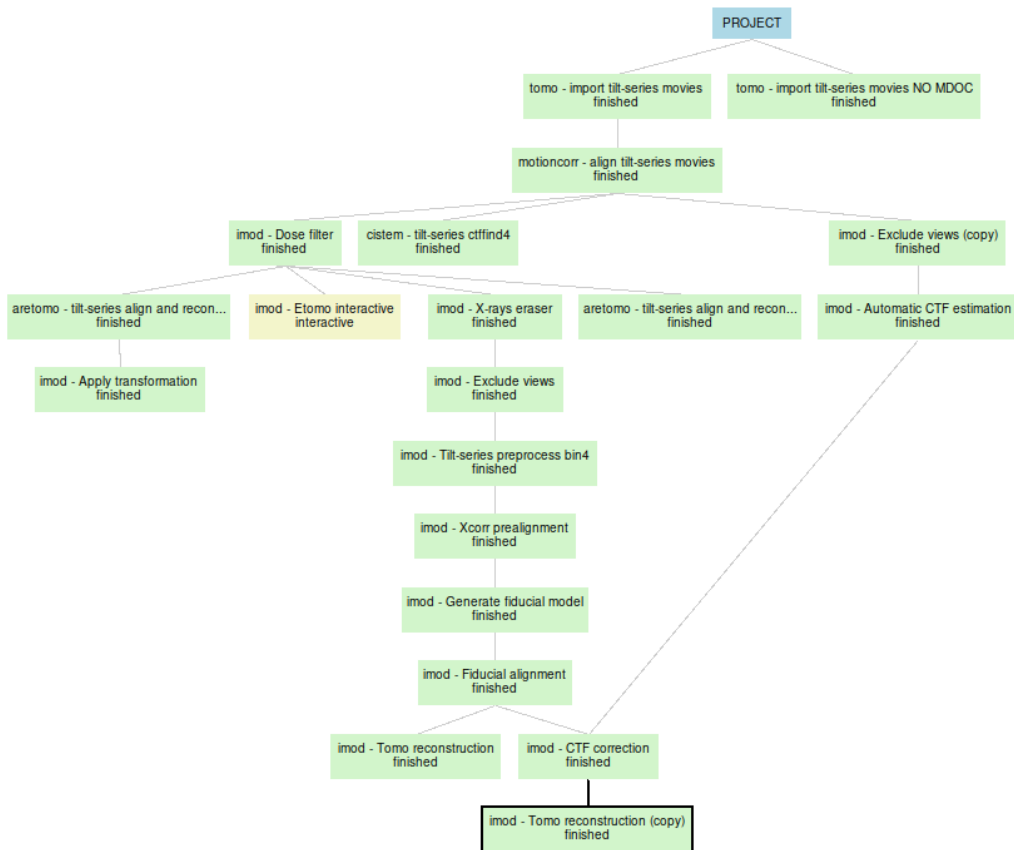 PROJECT
tomo - import tilt-series movies
finished
tomo - import tilt-series movies NO MDOC
finished
motioncorr - align tilt-series movies
finished
imod - Dose filter
finished
cistem - tilt-series ctffind4
finished
imod - Exclude views (copy)
finished
aretomo - tilt-series align and recon...
finished
imod - Etomo interactive
interactive
imod - X-rays eraser
finished
aretomo - tilt-series align and recon...
finished
imod - Automatic CTF estimation
finished
imod - Apply transformation
finished
imod - Exclude views
finished
imod - Tilt-series preprocess bin4
finished
imod - Xcorr prealignment
finished
imod - Generate fiducial model
finished
imod - Fiducial alignment
finished
imod - Tomo reconstruction
finished
imod - CTF correction
finished
imod - Tomo reconstruction (copy)
finished